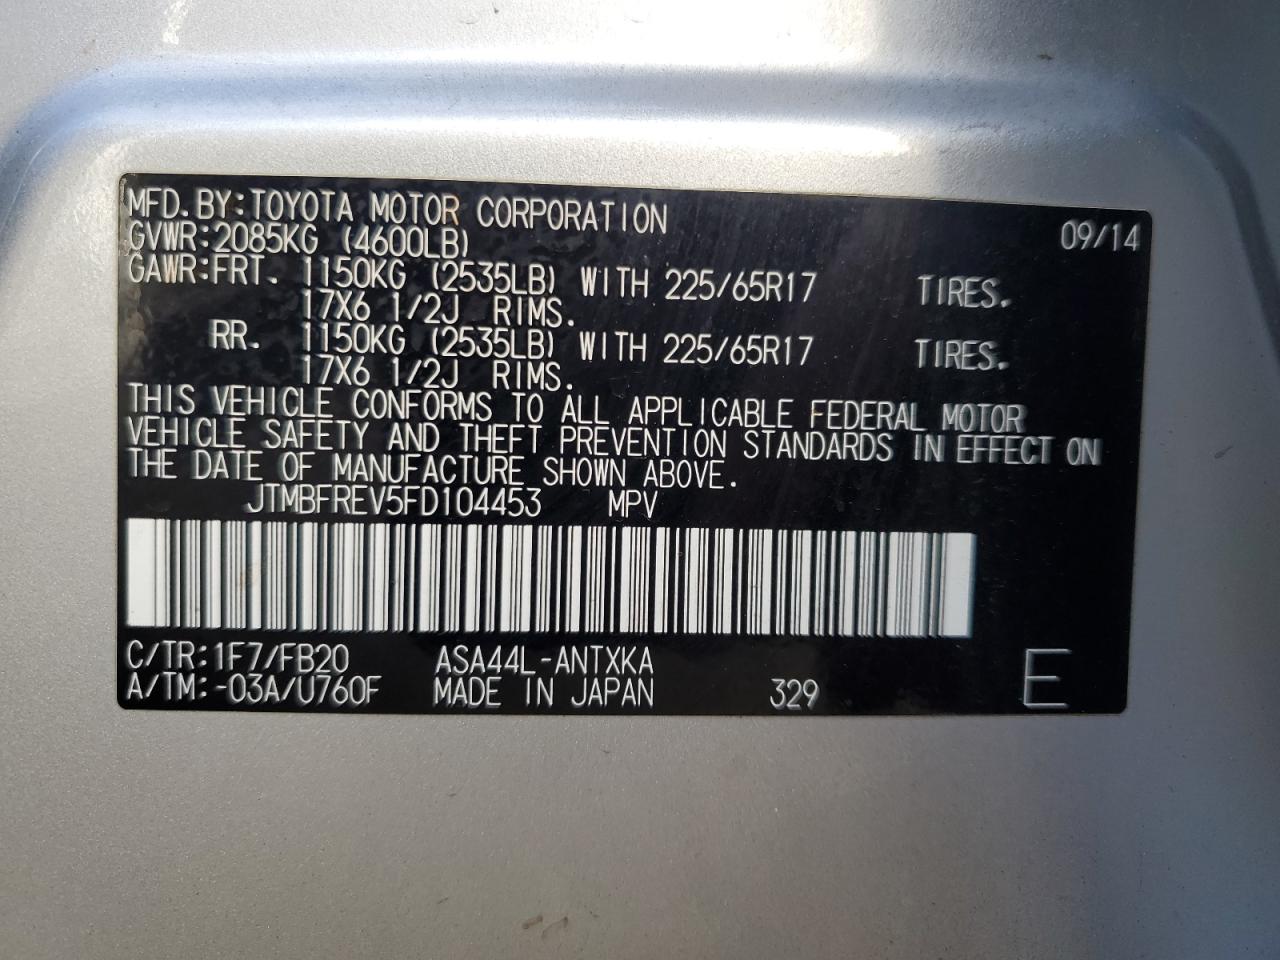 MFD. BY: TOYOTA MOTOR CORPORATION 09/14
GVWR: 2085KG (4600LB)
GAWR: FRT. 1150KG (2535LB) WITH 225/65R17 TIRES.
17X6 1/2J RIMS.
RR. 1150KG (2535LB) WITH 225/65R17 TIRES.
17X6 1/2J RIMS.
THIS VEHICLE CONFORMS TO ALL APPLICABLE FEDERAL MOTOR
VEHICLE SAFETY AND THEFT PREVENTION STANDARDS IN EFFECT ON
THE DATE OF MANUFACTURE SHOWN ABOVE.
JTMBFREV5FD104453 MPV
C/TR: 1F7/FB20 ASA44L-ANTXKA
A/TM: -03A/U760F MADE IN JAPAN 329 E